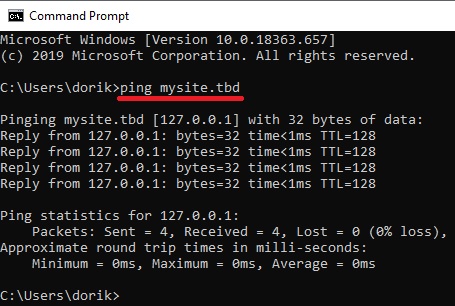 Command Prompt
Microsoft Windows [Version 10.0.18363.657]
(c) 2019 Microsoft Corporation. All rights reserved.
C:\Users\dorik>ping mysite.tbd
Pinging mysite.tbd [127.0.0.1] with 32 bytes of data:
Reply from 127.0.0.1: bytes=32 time<1ms TTL=128
Reply from 127.0.0.1: bytes=32 time<1ms TTL=128
Reply from 127.0.0.1: bytes=32 time<1ms TTL=128
Reply from 127.0.0.1: bytes=32 time<1ms TTL=128
Ping statistics for 127.0.0.1:
    Packets: Sent = 4, Received = 4, Lost = 0 (0% loss),
Approximate round trip times in milli-seconds:
    Minimum = 0ms, Maximum = 0ms, Average = 0ms
C:\Users\dorik>